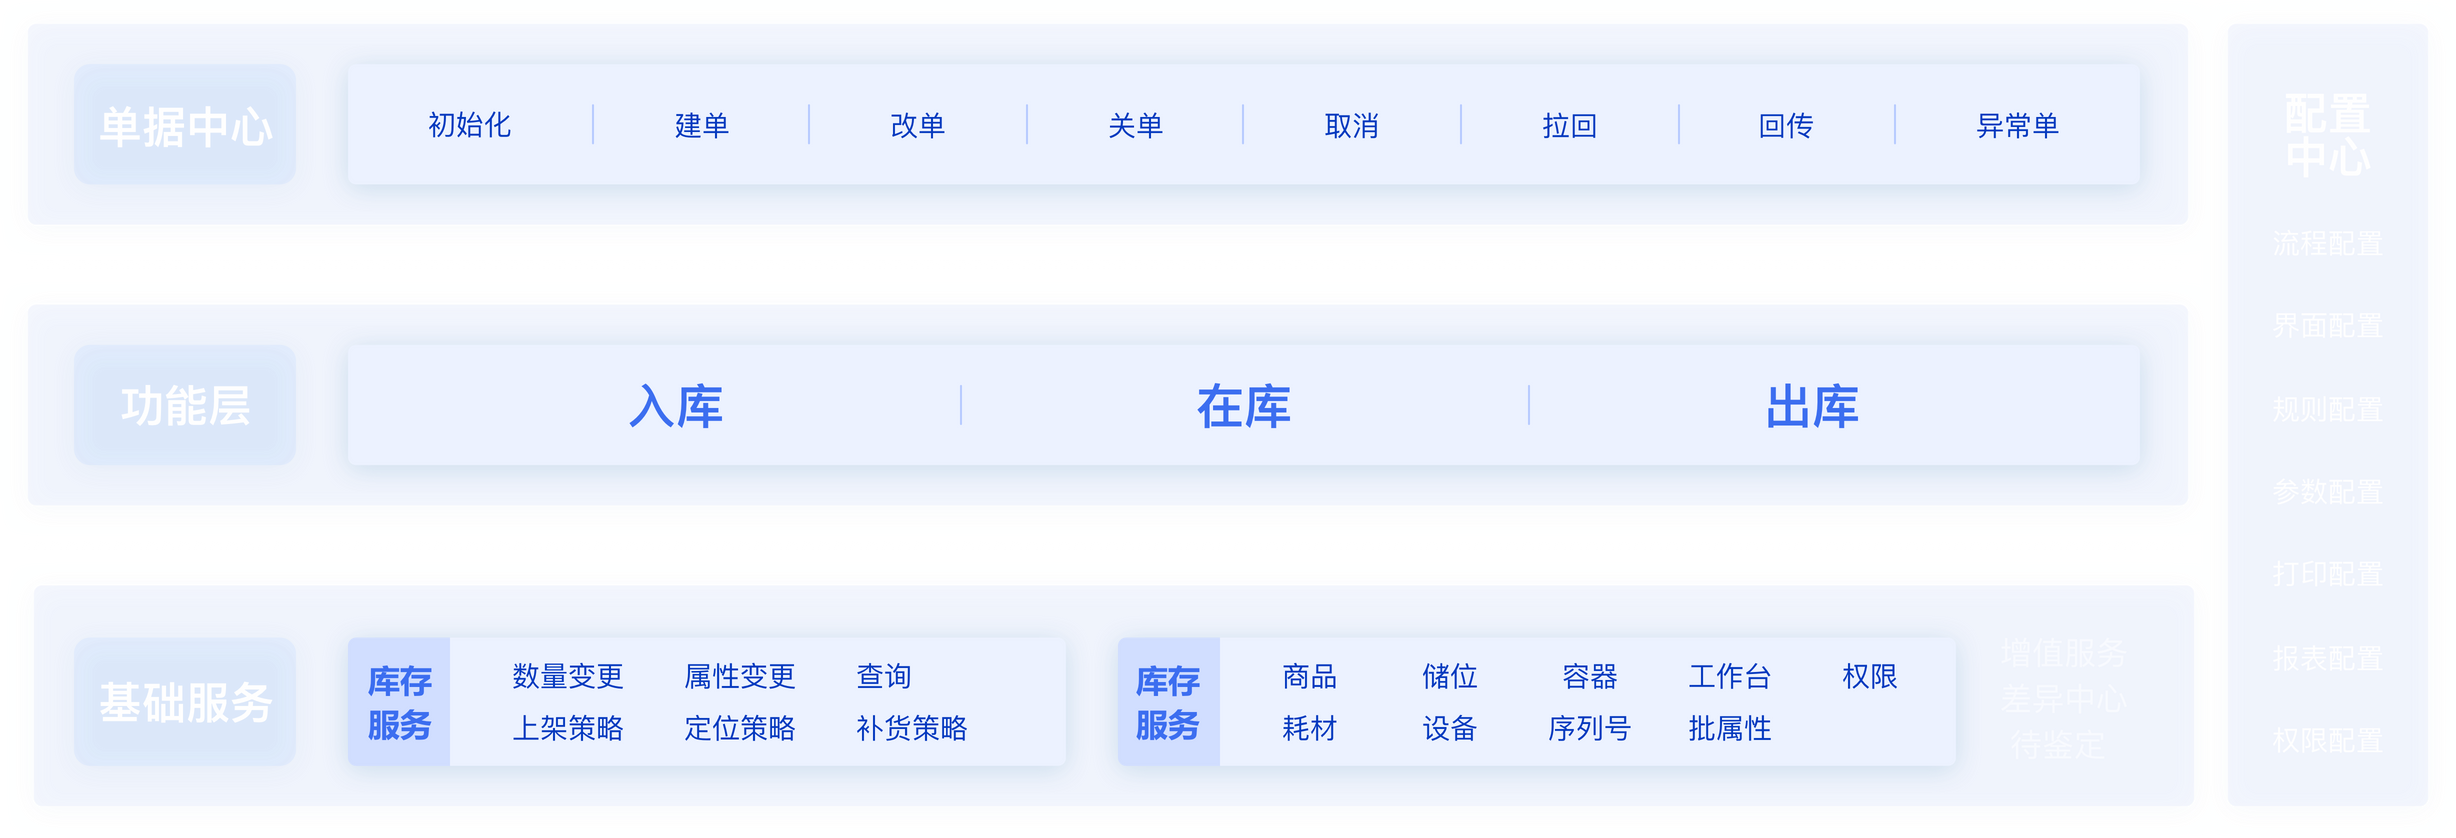 单据中心
初始化 建单 改单 关单 取消 拉回 回传 异常单
功能层
入库 在库 出库
基础服务
库存
服务
数量变更 属性变更 查询
上架策略 定位策略 补货策略
库存
服务
商品 储位 容器 工作台 权限
耗材 设备 序列号 批属性
增值服务
差异中心
待鉴定
配置
中心
流程配置
界面配置
规则配置
参数配置
打印配置
报表配置
权限配置